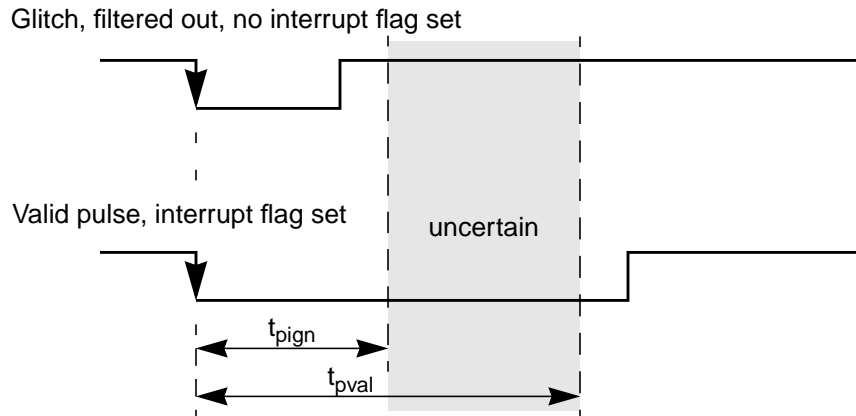 Glitch, filtered out, no interrupt flag set
Valid pulse, interrupt flag set
uncertain
tpign
tpval